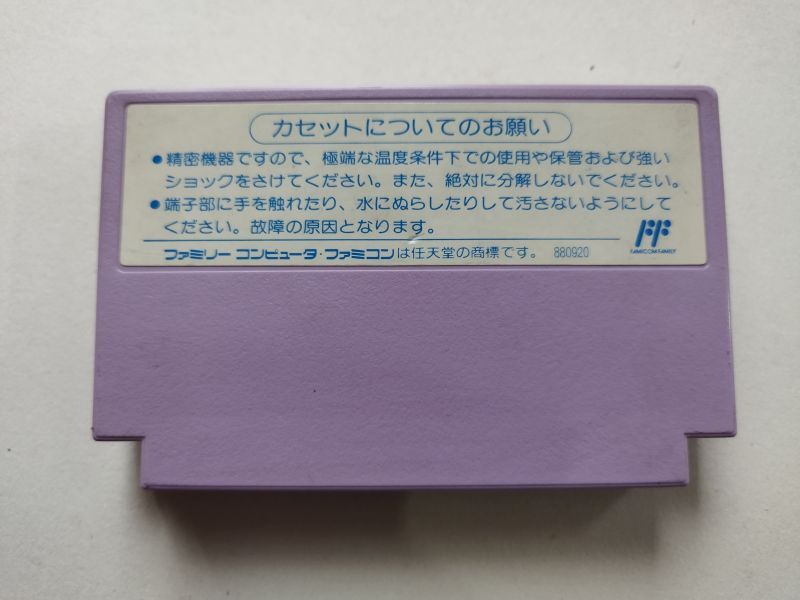 カセットについてのお願い
●精密機器ですので、極端な温度条件下での使用や保管および強い
ショックをさけてください。また、絶対に分解しないでください。
●端子部に手を触れたり、水にぬらしたりして汚さないようにして
ください。故障の原因となります。
FF
FAMICOM FAMILY
ファミリーコンピュータ・ファミコンは任天堂の商標です。 880920